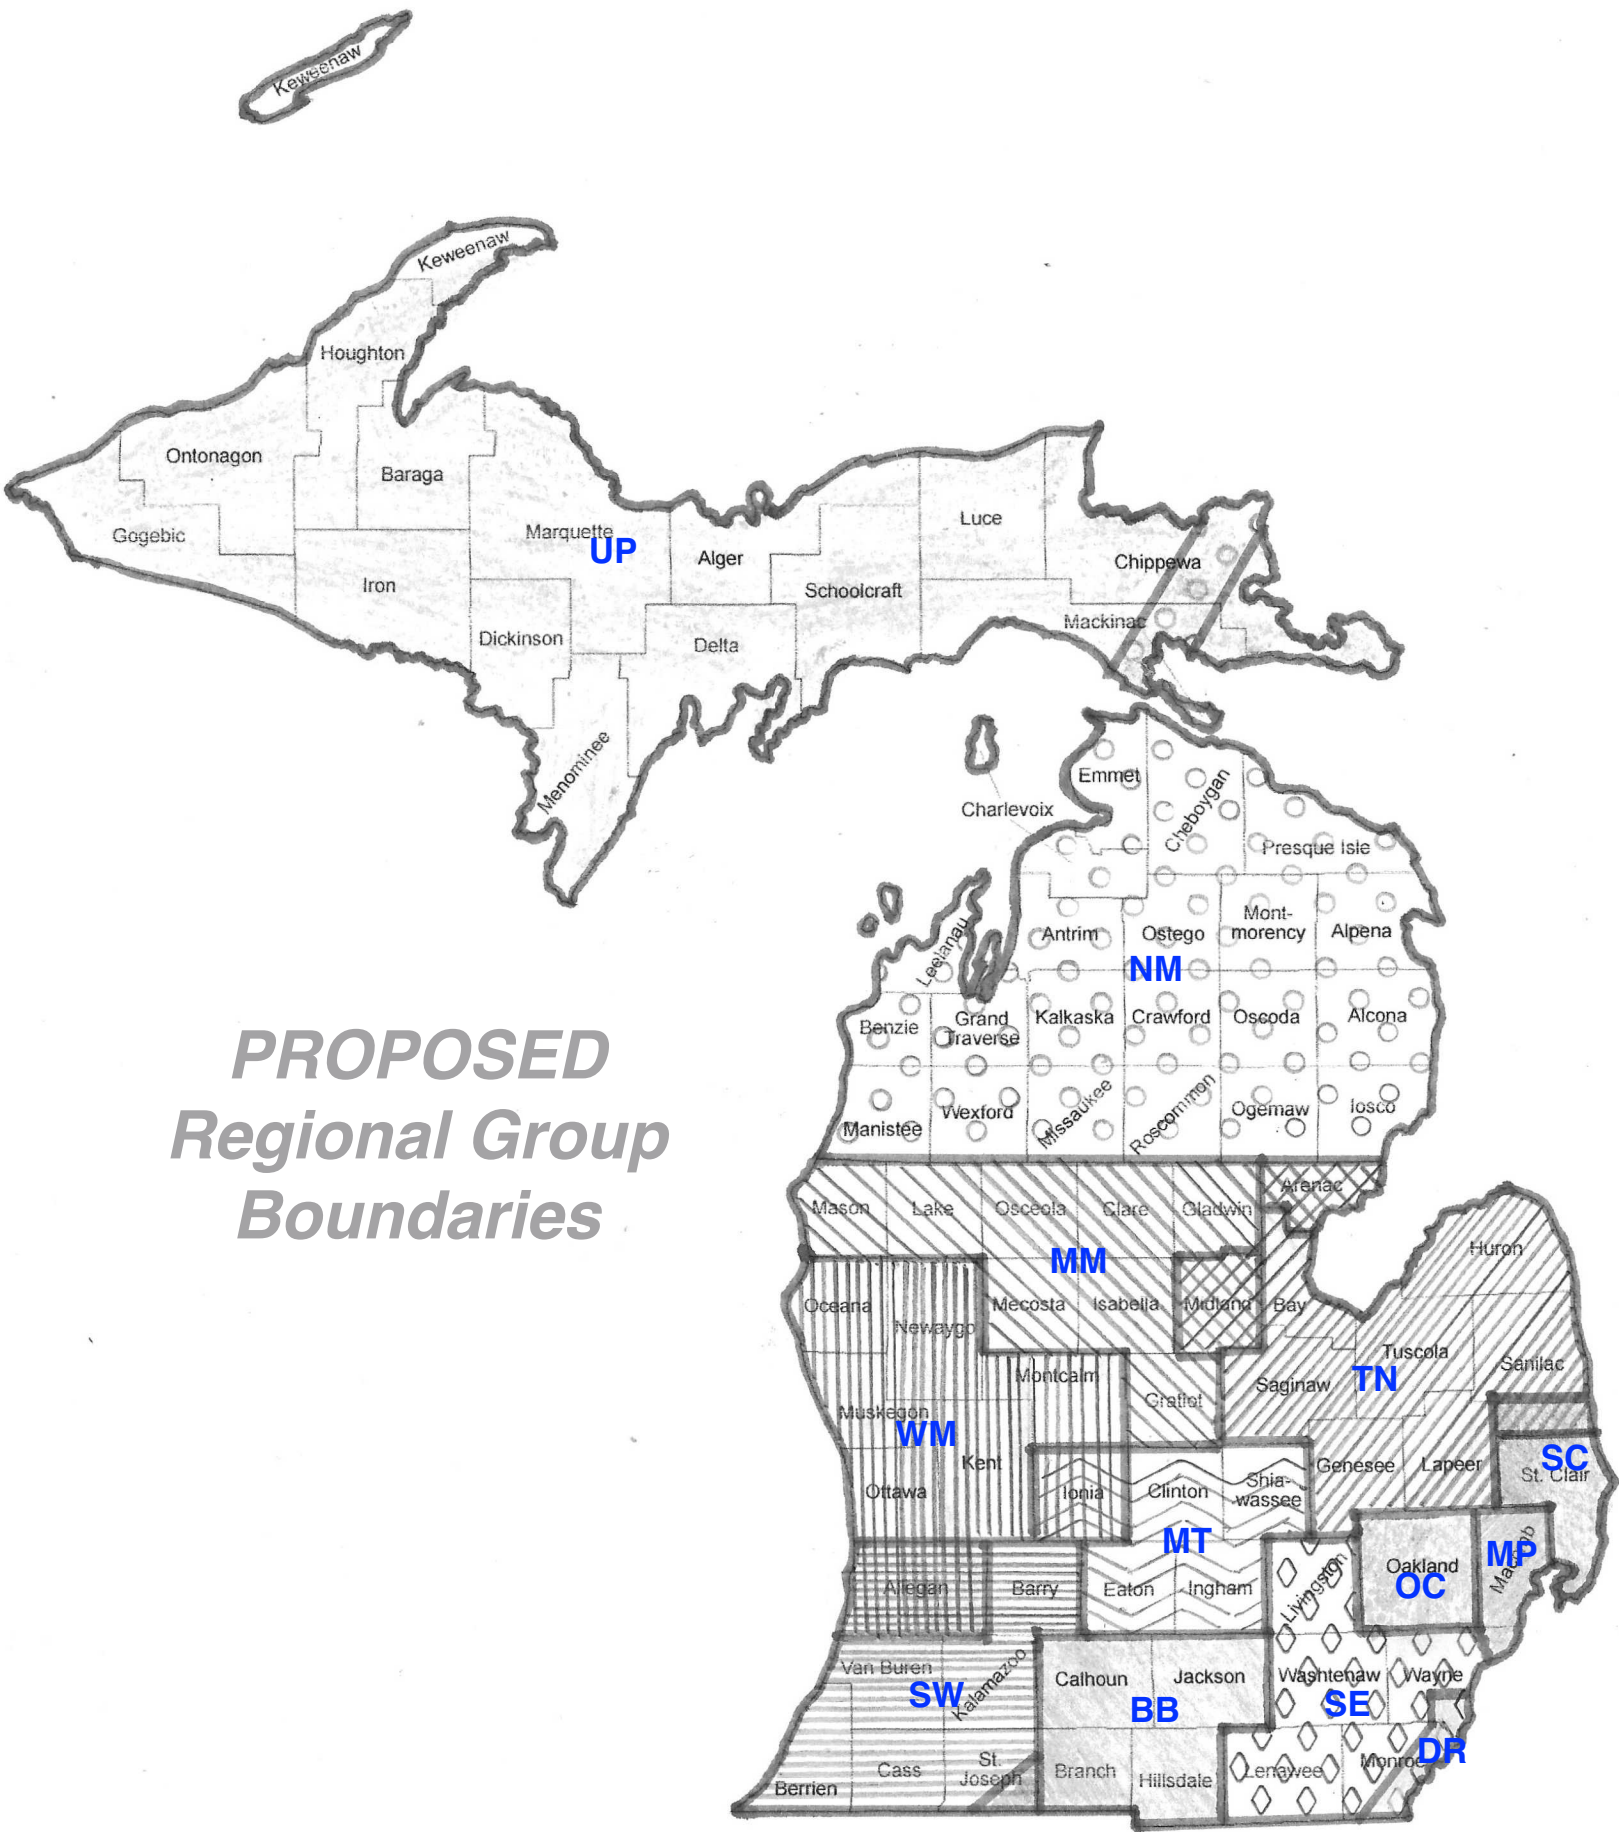 Keweenaw
Keweenaw
Houghton
Ontonagon
Baraga
Gogebic
Marquette
UP
Alger
Luce
Chippewa
Iron
Schoolcraft
Dickinson
Delta
Mackinac
Menominee
Emmet
Charlevoix
Cheboygan
Presque Isle
Leelanau
Antrim
Ostego
Mont-
morency
Alpena
NM
Benzie
Grand
Traverse
Kalkaska
Crawford
Oscoda
Alcona
PROPOSED
Regional Group
Boundaries
Manistee
Wexford
Missaukee
Roscommon
Ogemaw
Iosco
Mason
Lake
Osceola
Clare
Gladwin
Arenac
MM
Huron
Oceana
Newaygo
Mecosta
Isabella
Midland
Bay
Tuscola
Sanilac
Montcalm
Gratiot
Saginaw
TN
Muskegon
WM
Kent
Ottawa
Ionia
Clinton
Shia-
wassee
Genesee
Lapeer
SC
St. Clair
MT
Allegan
Barry
Eaton
Ingham
Livingston
Oakland
OC
MP
Macomb
Van Buren
Kalamazoo
SW
Calhoun
Jackson
BB
Washtenaw
Wayne
SE
Berrien
Cass
St.
Joseph
Branch
Hillsdale
Lenawee
Monroe
DR